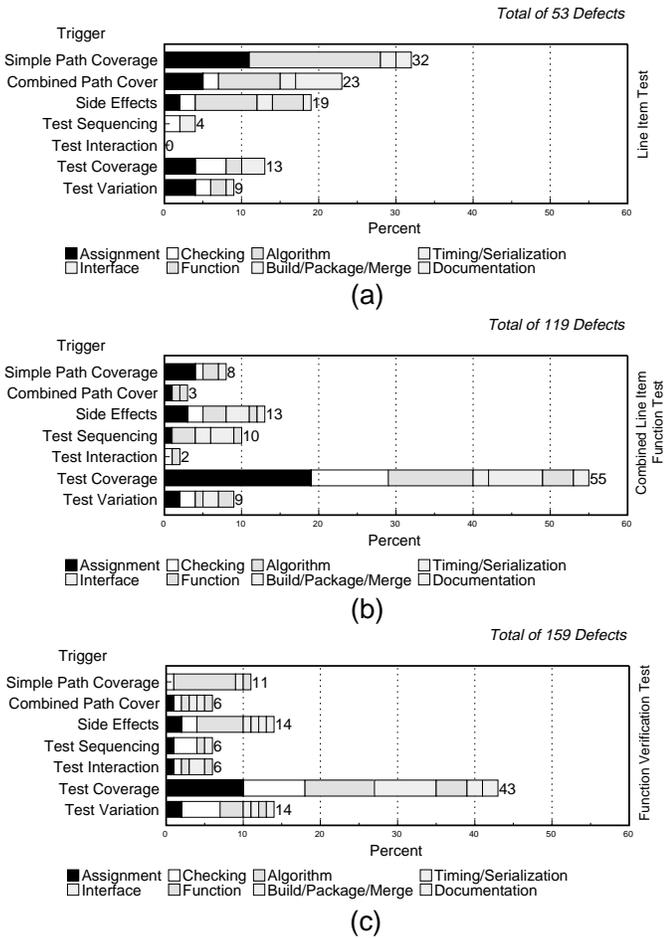 Total of 53 Defects
Trigger
Simple Path Coverage 32
Combined Path Cover 23
Side Effects 19
Test Sequencing 4
Test Interaction 0
Test Coverage 13
Test Variation 9
0 10 20 30 40 50 60
Percent
Line Item Test
Assignment Checking Algorithm Timing/Serialization
Interface Function Build/Package/Merge Documentation
(a)
Total of 119 Defects
Trigger
Simple Path Coverage 8
Combined Path Cover 3
Side Effects 13
Test Sequencing 10
Test Interaction 2
Test Coverage 55
Test Variation 9
0 10 20 30 40 50 60
Percent
Combined Line Item
Function Test
Assignment Checking Algorithm Timing/Serialization
Interface Function Build/Package/Merge Documentation
(b)
Total of 159 Defects
Trigger
Simple Path Coverage 11
Combined Path Cover 6
Side Effects 14
Test Sequencing 6
Test Interaction 6
Test Coverage 43
Test Variation 14
0 10 20 30 40 50 60
Percent
Function Verification Test
Assignment Checking Algorithm Timing/Serialization
Interface Function Build/Package/Merge Documentation
(c)